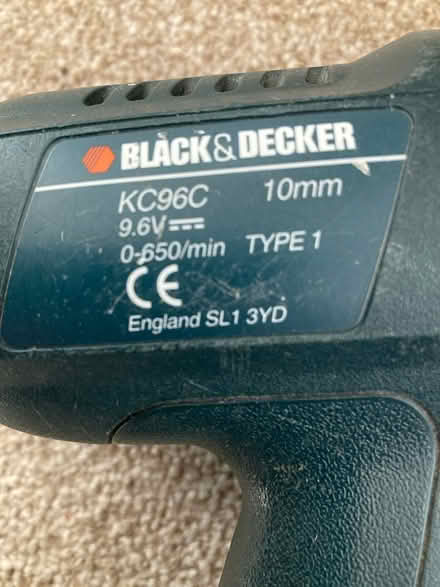 BLACK&DECKER
KC96C 10mm
9.6V
0-650/min TYPE 1
CE
England SL1 3YD